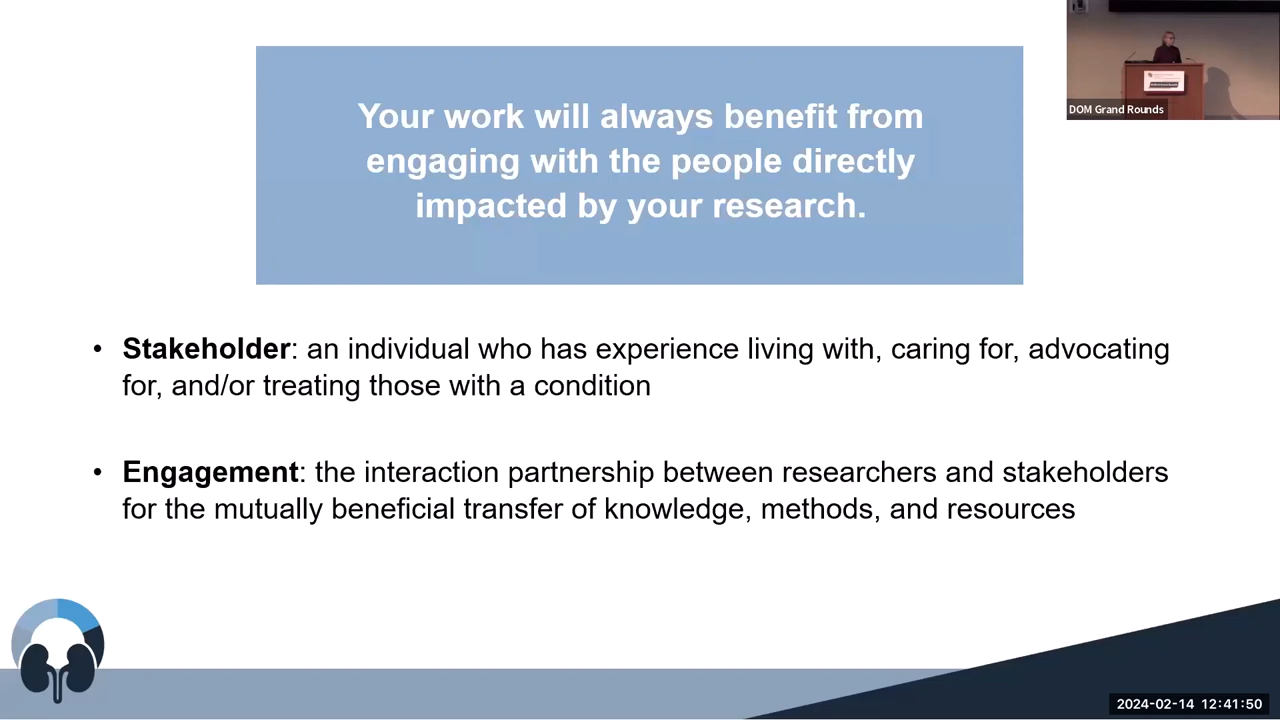 Your work will always benefit from
engaging with the people directly
impacted by your research.
DOM Grand Rounds
• Stakeholder: an individual who has experience living with, caring for, advocating
for, and/or treating those with a condition
• Engagement: the interaction partnership between researchers and stakeholders
for the mutually beneficial transfer of knowledge, methods, and resources
2024-02-14 12:41:50